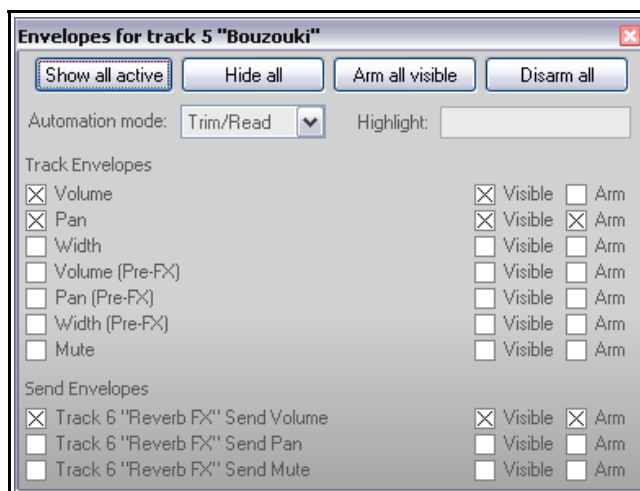 Envelopes for track 5 "Bouzouki"
Show all active Hide all Arm all visible Disarm all
Automation mode: Trim/Read Highlight:
Track Envelopes
Volume Visible Arm
Pan Visible Arm
Width Visible Arm
Volume (Pre-FX) Visible Arm
Pan (Pre-FX) Visible Arm
Width (Pre-FX) Visible Arm
Mute Visible Arm
Send Envelopes
Track 6 "Reverb FX" Send Volume Visible Arm
Track 6 "Reverb FX" Send Pan Visible Arm
Track 6 "Reverb FX" Send Mute Visible Arm